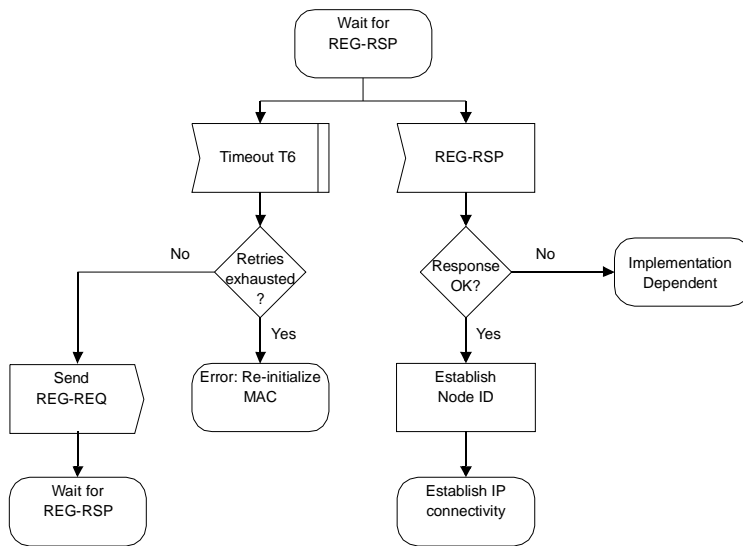 Wait for
REG-RSP
Timeout T6
REG-RSP
No
Retries
exhausted
?
Response
OK?
No
Implementation
Dependent
Yes
Yes
Send
REG-REQ
Error: Re-initialize
MAC
Establish
Node ID
Wait for
REG-RSP
Establish IP
connectivity